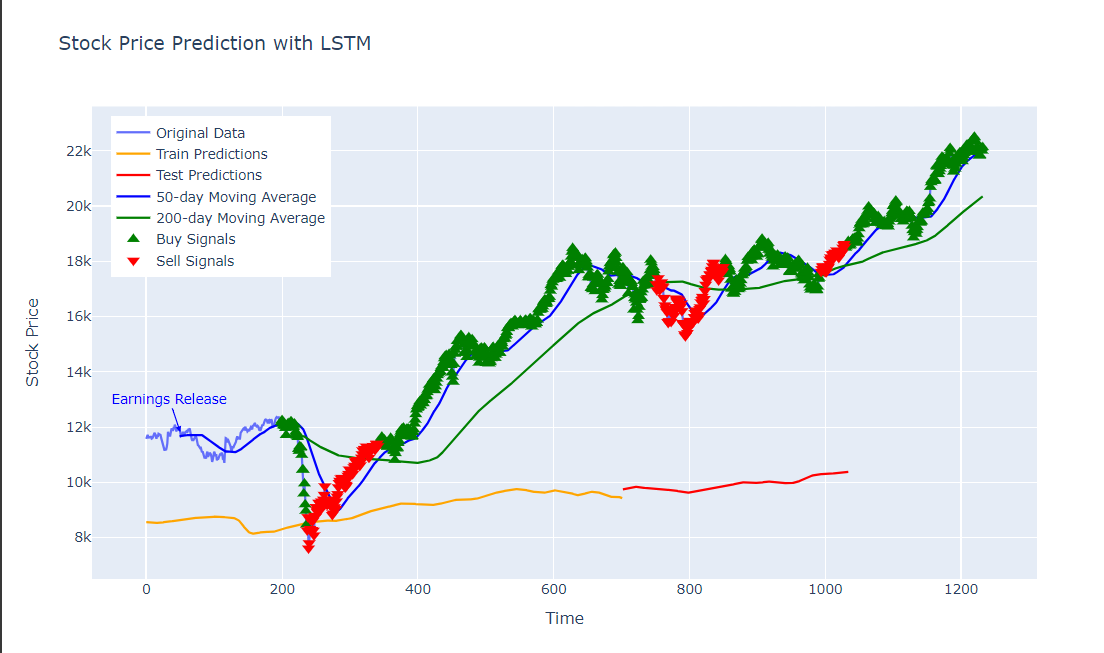 Stock Price Prediction with LSTM
Original Data
Train Predictions
Test Predictions
50-day Moving Average
200-day Moving Average
Buy Signals
Sell Signals
22k
20k
18k
16k
14k
12k
10k
8k
Stock Price
Earnings Release
0 200 400 600 800 1000 1200
Time